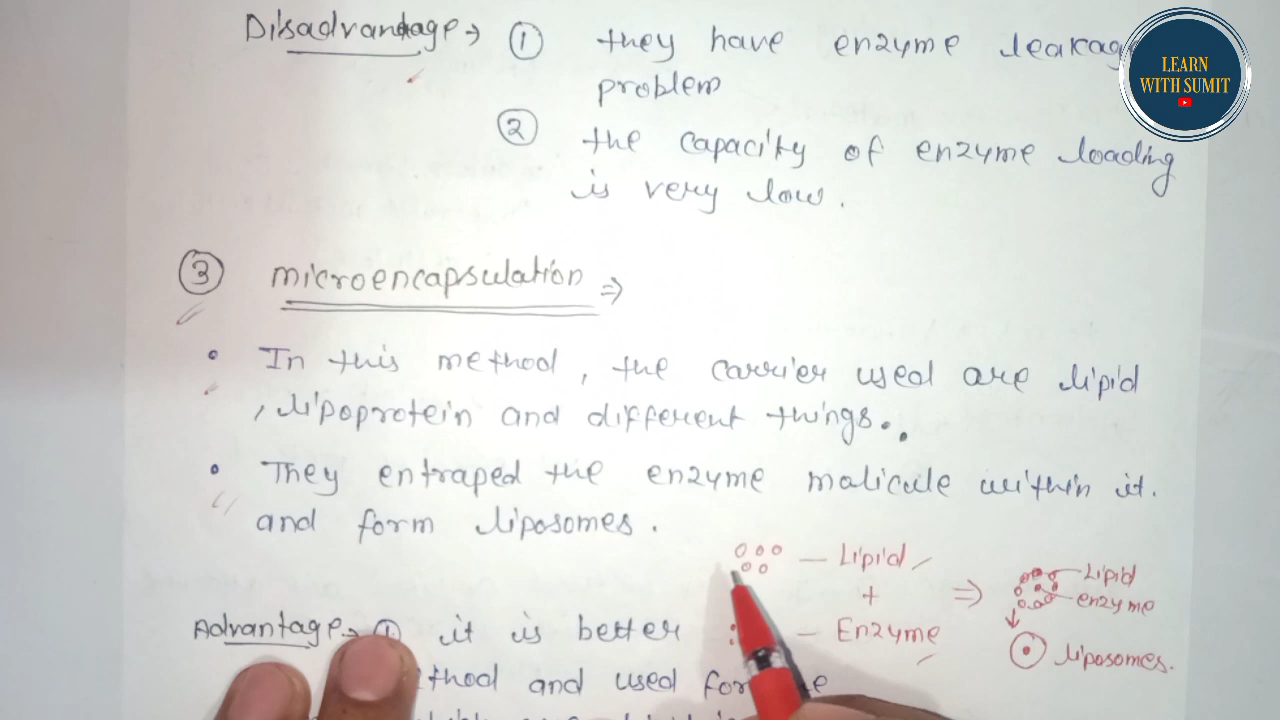 Disadvantage → ① they have enzyme leakage
problem
② the capacity of enzyme loading
is very low.
LEARN
WITH SUMIT
③ microencapsulation ⇒
• In this method, the carrier used are lipid
, lipoprotein and different things..
• They entraped the enzyme malicule within it.
and form liposomes.
— Lipid
+
— Enzyme
⇒
Lipid
enzyme
↓
liposomes.
Advantage → ① it is better
and used for